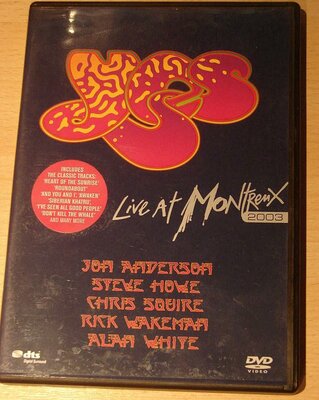 YES
INCLUDES
THE CLASSIC TRACKS:
'HEART OF THE SUNRISE'
'ROUNDABOUT'
'AND YOU AND I', 'AWAKEN'
'SIBERIAN KHATRU',
'I'VE SEEN ALL GOOD PEOPLE'
'DON'T KILL THE WHALE'
AND MANY MORE
Live At Montreux
2003
JON ANDERSON
STEVE HOWE
CHRIS SQUIRE
RICK WAKEMAN
ALAN WHITE
dts
Digital Surround
DVD
VIDEO